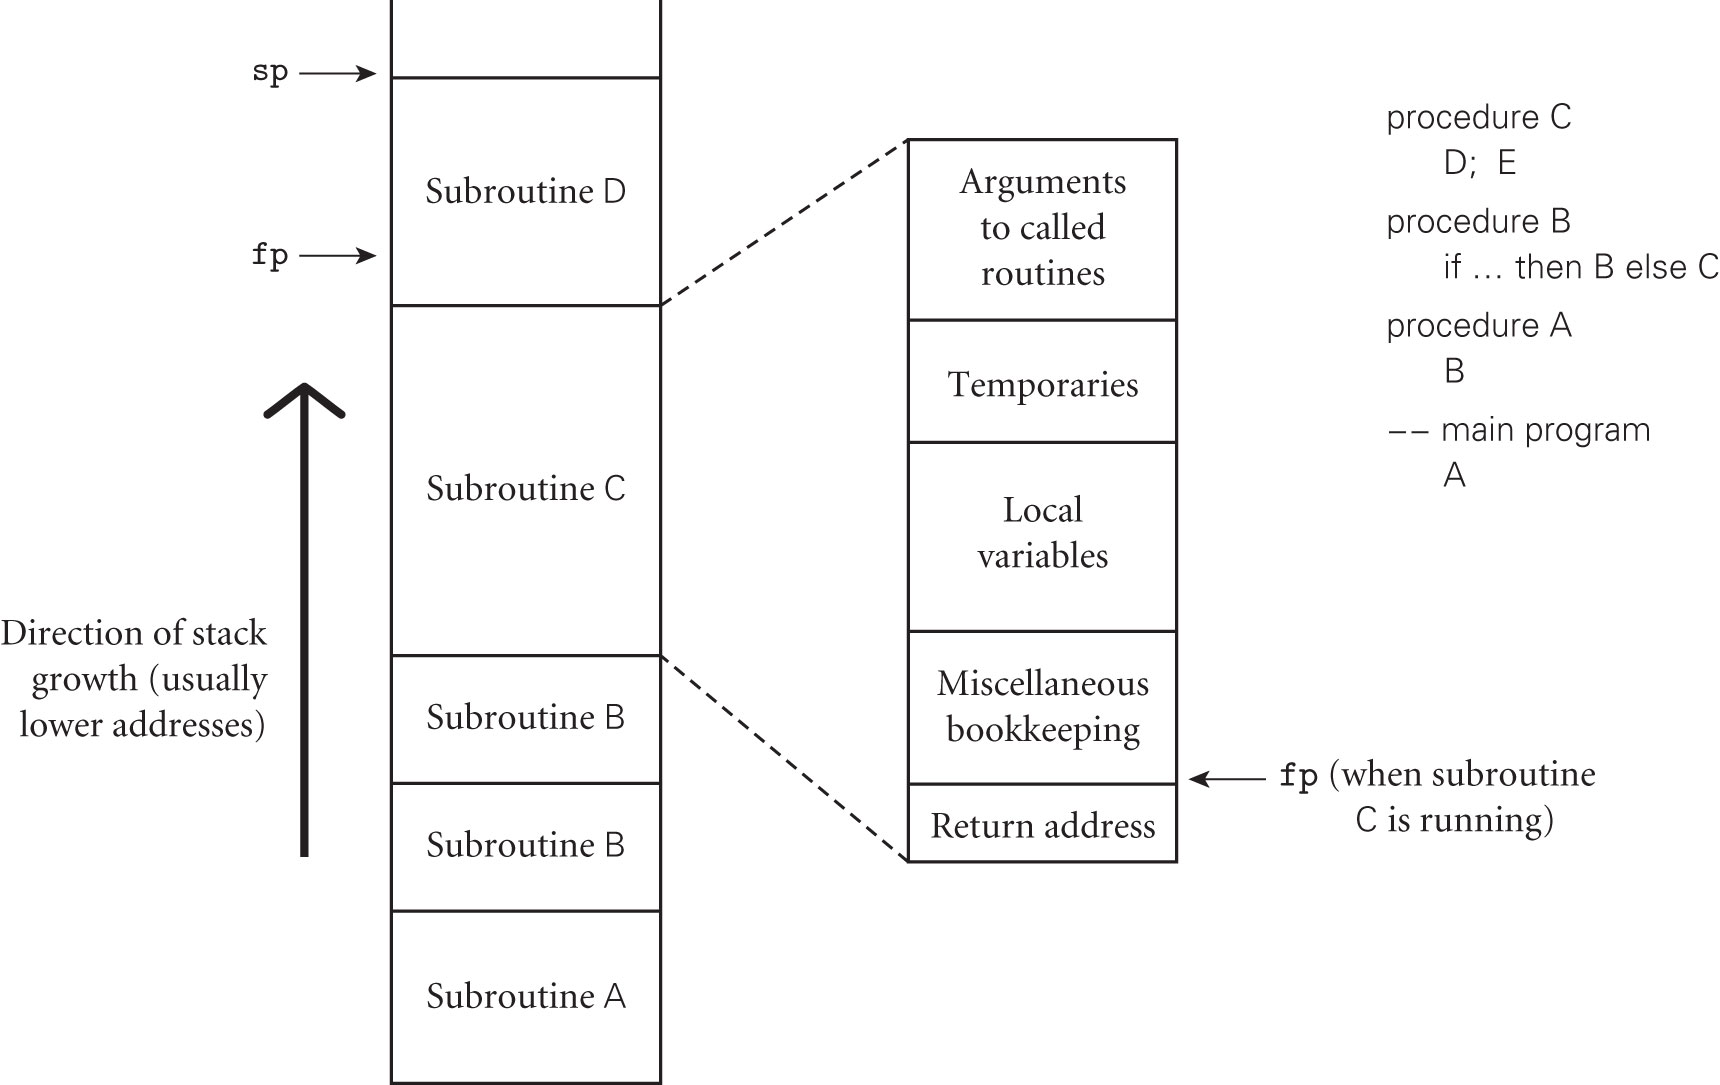 sp
Subroutine D
fp
Subroutine C
Direction of stack
growth (usually
lower addresses)
Subroutine B
Subroutine B
Subroutine A
Arguments
to called
routines
Temporaries
Local
variables
Miscellaneous
bookkeeping
Return address
fp (when subroutine
C is running)
procedure C
D; E
procedure B
if ... then B else C
procedure A
B
−− main program
A